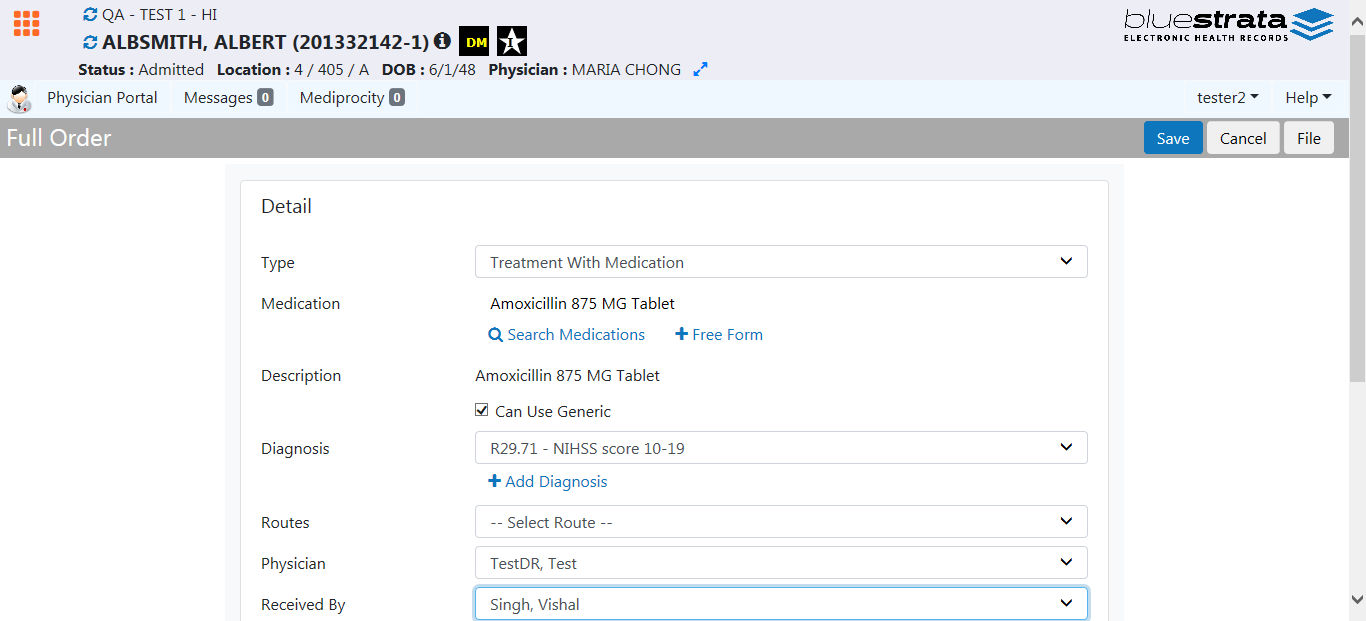 QA - TEST 1 - HI
ALBSMITH, ALBERT (201332142-1) DM 1
Status : Admitted Location : 4 / 405 / A DOB : 6/1/48 Physician : MARIA CHONG
bluestrata
ELECTRONIC HEALTH RECORDS
Physician Portal Messages 0 Mediprocity 0 tester2 Help
Full Order Save Cancel File
Detail
Type Treatment With Medication
Medication Amoxicillin 875 MG Tablet
Search Medications Free Form
Description Amoxicillin 875 MG Tablet
Can Use Generic
Diagnosis R29.71 - NIHSS score 10-19
Add Diagnosis
Routes -- Select Route --
Physician TestDR, Test
Received By Singh, Vishal